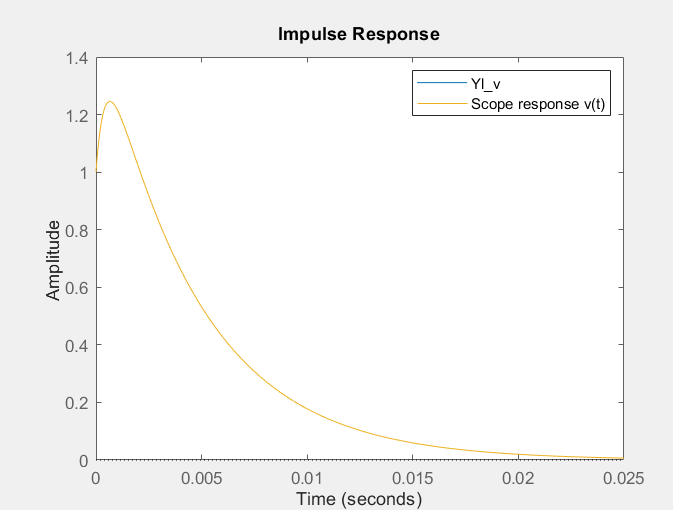 Impulse Response
1.4
1.2
1
0.8
0.6
0.4
0.2
0
Amplitude
YI_v
Scope response v(t)
0
0.005
0.01
0.015
0.02
0.025
Time (seconds)